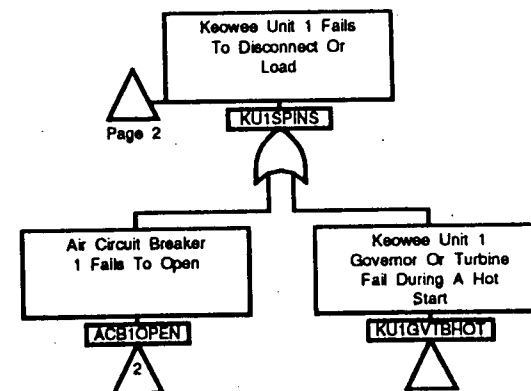 Keowee Unit 1 Fails
To Disconnect Or
Load
Page 2
KU1SPINS
Air Circuit Breaker
1 Fails To Open
ACB1OPEN
2
Keowee Unit 1
Governor Or Turbine
Fail During A Hot
Start
KU1GVTBHOT